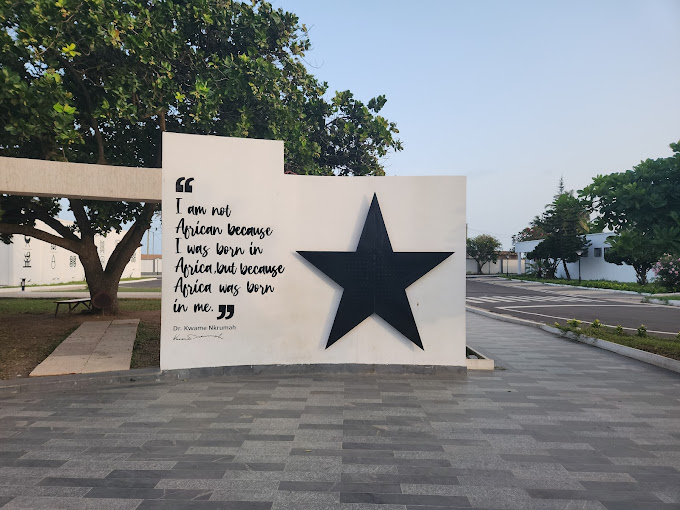 “
I am not
African because
I was born in
Africa, but because
Africa was born
in me.”
Dr. Kwame Nkrumah